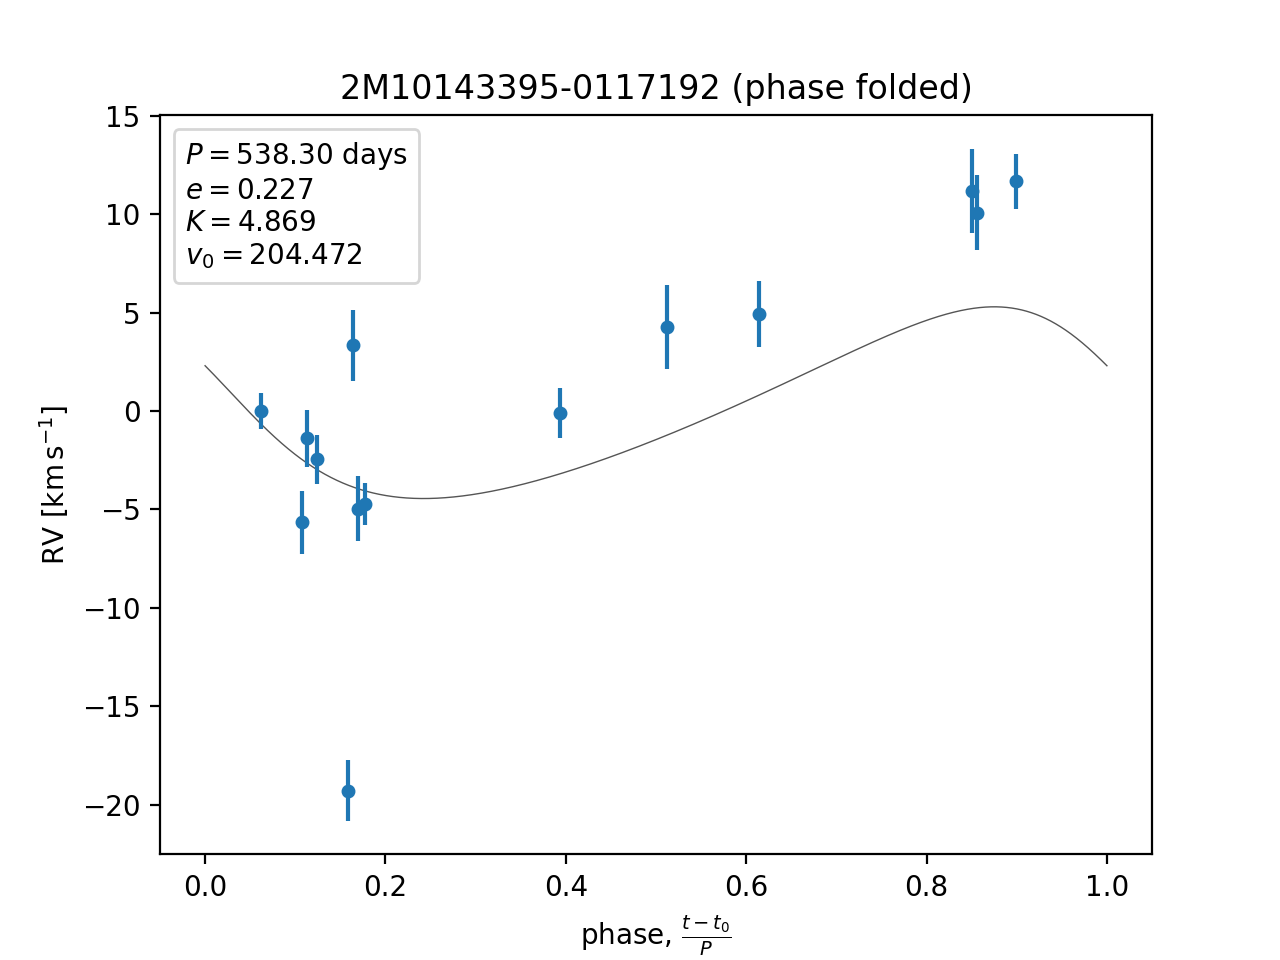 2M10143395-0117192 (phase folded)
P = 538.30 days
e = 0.227
K = 4.869
v₀ = 204.472
15
10
5
0
−5
−10
−15
−20
RV [km s⁻¹]
0.0 0.2 0.4 0.6 0.8 1.0
phase, (t − t₀)/P